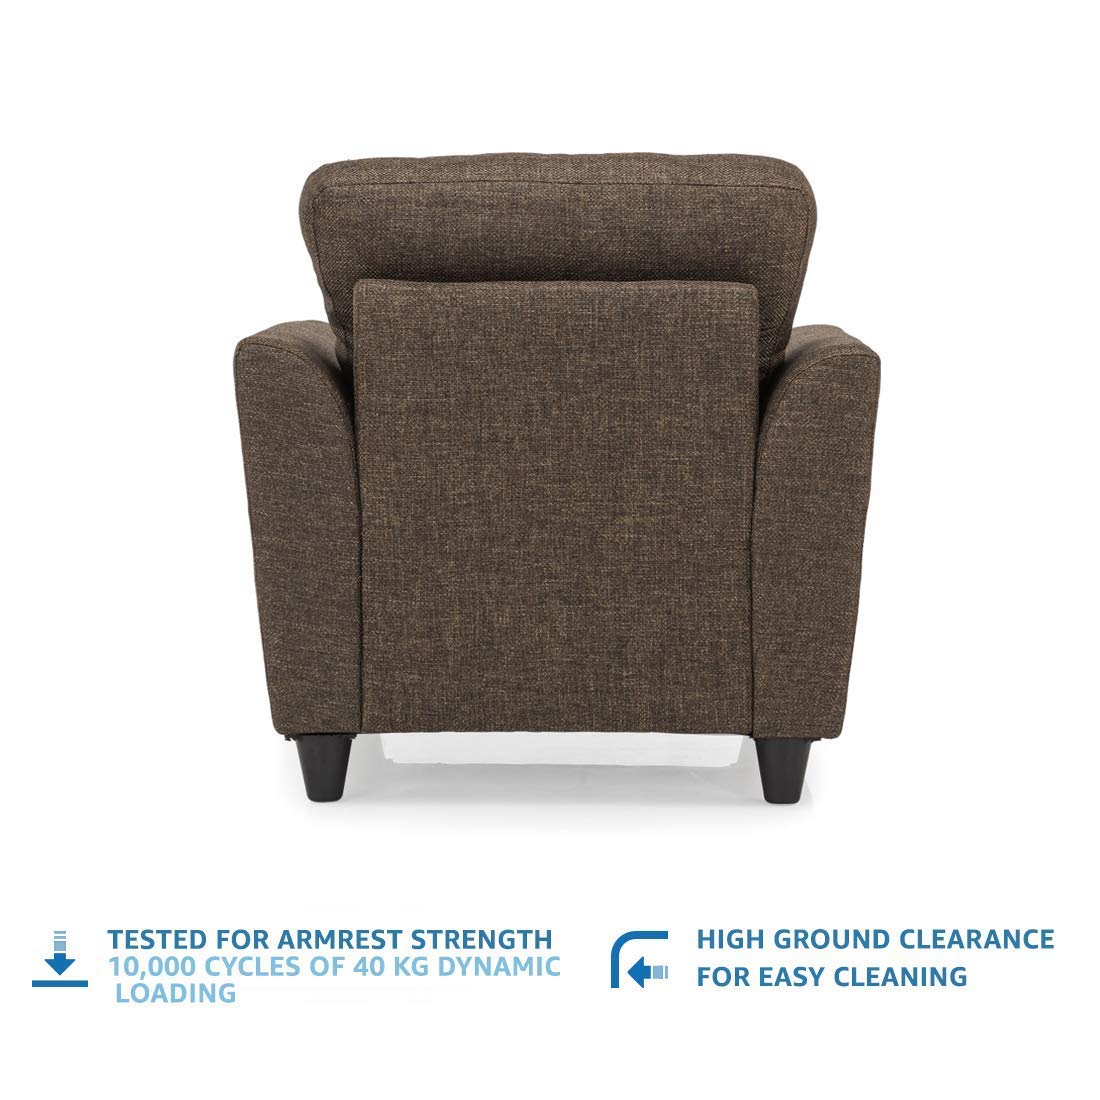 TESTED FOR ARMREST STRENGTH
10,000 CYCLES OF 40 KG DYNAMIC
LOADING
HIGH GROUND CLEARANCE
FOR EASY CLEANING